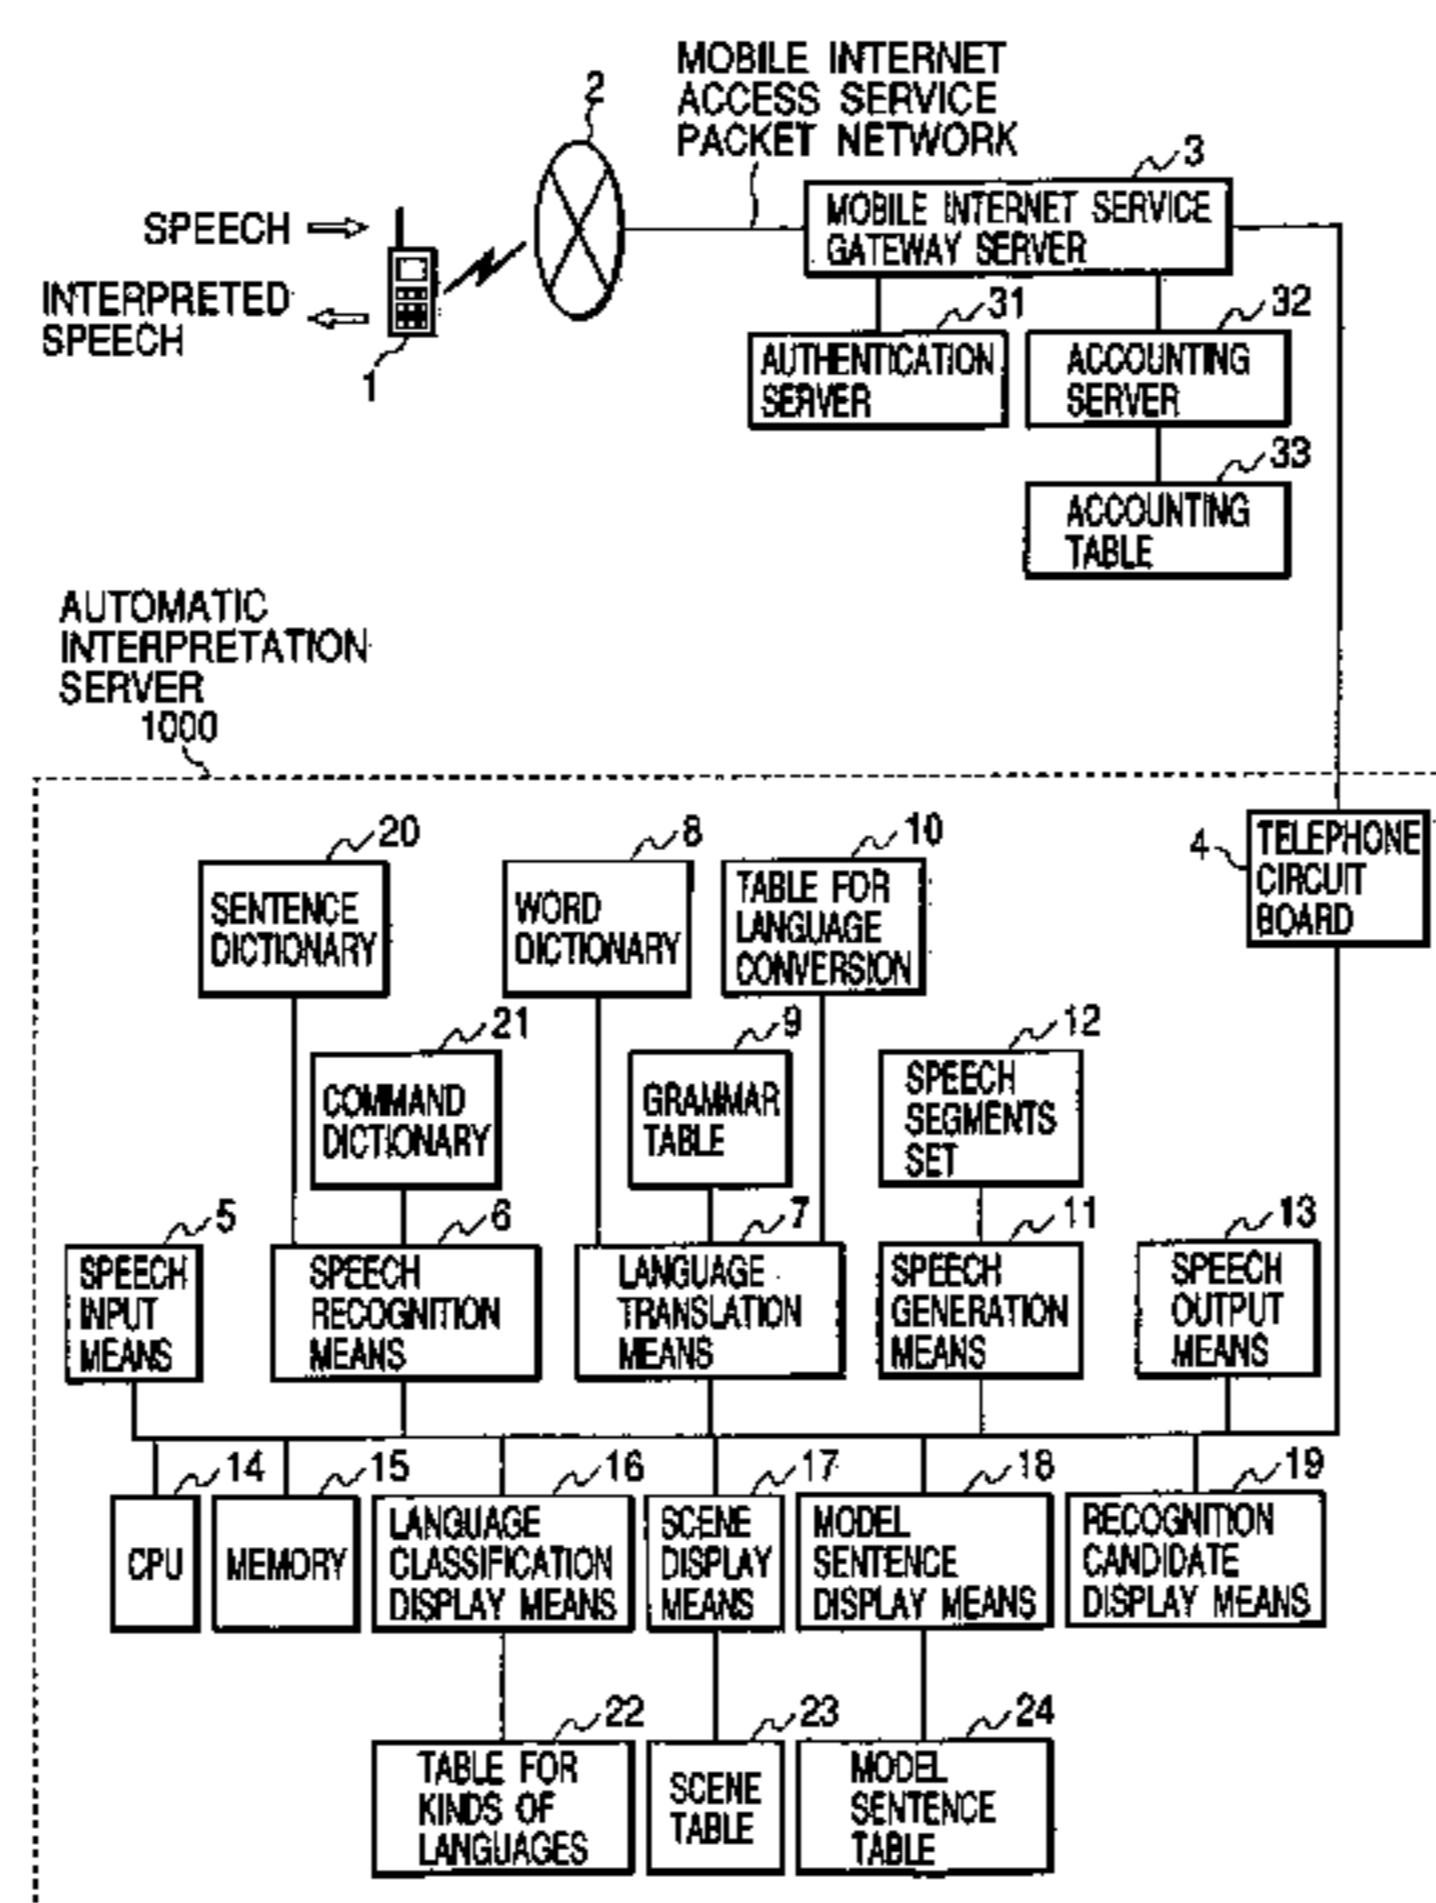 MOBILE INTERNET
ACCESS SERVICE
PACKET NETWORK
2
3
MOBILE INTERNET SERVICE
GATEWAY SERVER
SPEECH
INTERPRETED
SPEECH
1
31
AUTHENTICATION
SERVER
32
ACCOUNTING
SERVER
33
ACCOUNTING
TABLE
AUTOMATIC
INTERPRETATION
SERVER
1000
4
TELEPHONE
CIRCUIT
BOARD
20
SENTENCE
DICTIONARY
8
WORD
DICTIONARY
10
TABLE FOR
LANGUAGE
CONVERSION
21
COMMAND
DICTIONARY
9
GRAMMAR
TABLE
12
SPEECH
SEGMENTS
SET
5
SPEECH
INPUT
MEANS
6
SPEECH
RECOGNITION
MEANS
7
LANGUAGE
TRANSLATION
MEANS
11
SPEECH
GENERATION
MEANS
13
SPEECH
OUTPUT
MEANS
14
CPU
15
MEMORY
16
LANGUAGE
CLASSIFICATION
DISPLAY MEANS
17
SCENE
DISPLAY
MEANS
18
MODEL
SENTENCE
DISPLAY MEANS
19
RECOGNITION
CANDIDATE
DISPLAY MEANS
22
TABLE FOR
KINDS OF
LANGUAGES
23
SCENE
TABLE
24
MODEL
SENTENCE
TABLE